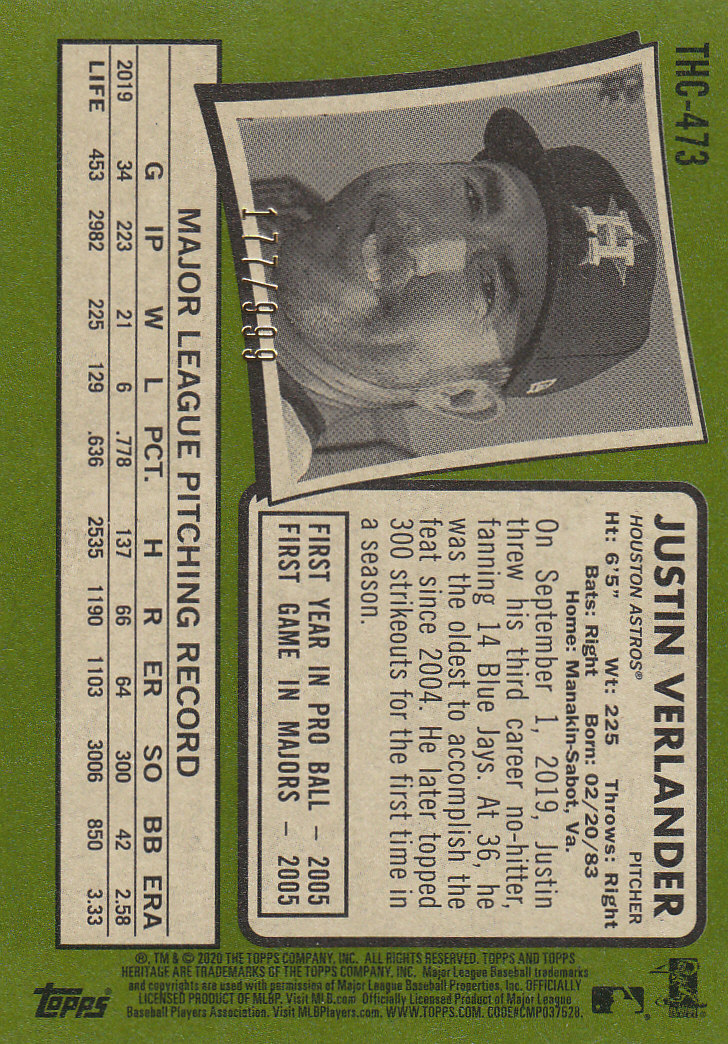 THC-473
177/999
JUSTIN VERLANDER
HOUSTON ASTROS® PITCHER
Ht: 6'5" Wt: 225 Throws: Right
Bats: Right Born: 02/20/83
Home: Manakin-Sabot, Va.
On September 1, 2019, Justin
threw his third career no-hitter,
fanning 14 Blue Jays. At 36, he
was the oldest to accomplish the
feat since 2004. He later topped
300 strikeouts for the first time in
a season.
FIRST YEAR IN PRO BALL – 2005
FIRST GAME IN MAJORS – 2005
MAJOR LEAGUE PITCHING RECORD
G IP W L PCT. H R ER SO BB ERA
2019 34 223 21 6 .778 137 66 64 300 42 2.58
LIFE 453 2982 225 129 .636 2535 1190 1103 3006 850 3.33
®, TM & © 2020 THE TOPPS COMPANY, INC. ALL RIGHTS RESERVED. TOPPS AND TOPPS
HERITAGE ARE TRADEMARKS OF THE TOPPS COMPANY, INC. Major League Baseball trademarks
and copyrights are used with permission of Major League Baseball Properties, Inc. OFFICIALLY
LICENSED PRODUCT OF MLBP. Visit MLB.com Officially Licensed Product of Major League
Baseball Players Association. Visit MLBPlayers.com. WWW.TOPPS.COM. CODE#CMP037528.
topps®